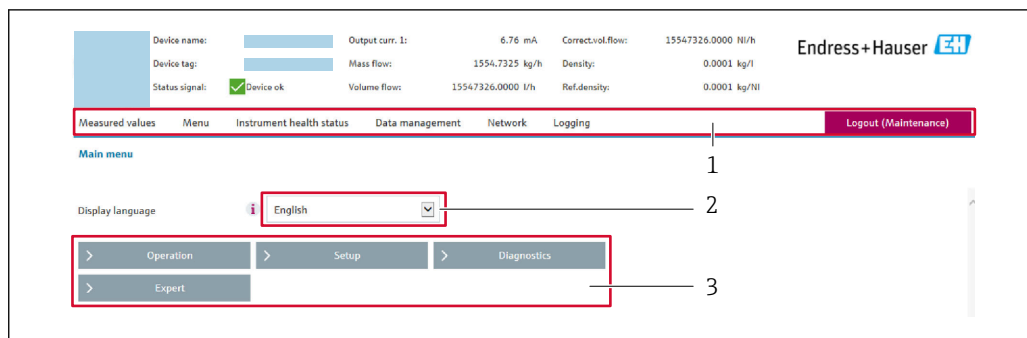 Device name: Output curr. 1: 6.76 mA Correct.vol.flow: 15547326.0000 Nl/h
Endress+Hauser EH
Device tag: Mass flow: 1554.7325 kg/h Density: 0.0001 kg/l
Status signal: Device ok Volume flow: 15547326.0000 l/h Ref.density: 0.0001 kg/Nl
Measured values Menu Instrument health status Data management Network Logging Logout (Maintenance)
1
Main menu
Display language i English 2
> Operation > Setup > Diagnostics
> Expert 3